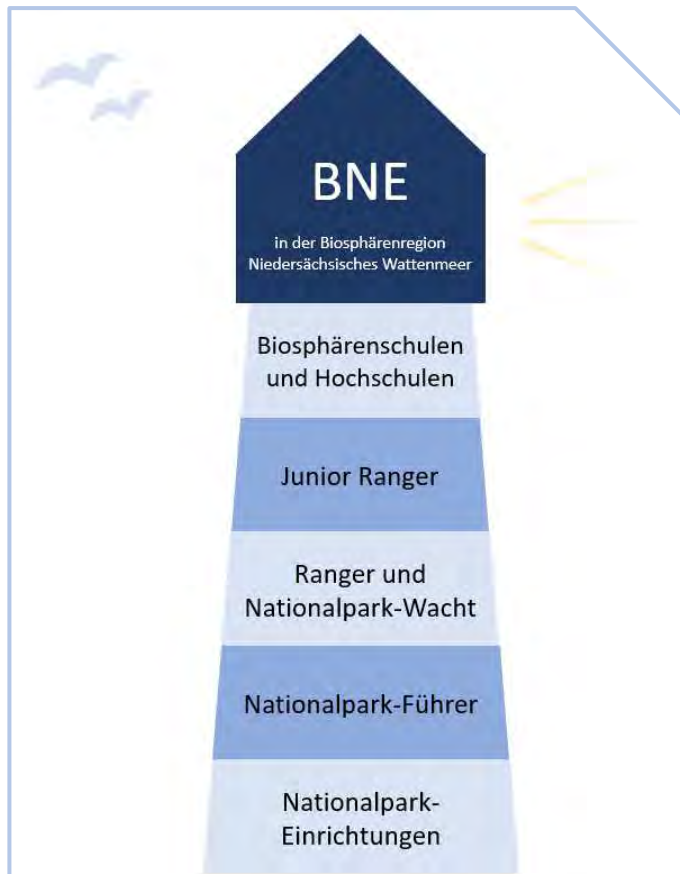 BNE
in der Biosphärenregion
Niedersächsisches Wattenmeer
Biosphärenschulen
und Hochschulen
Junior Ranger
Ranger und
Nationalpark-Wacht
Nationalpark-Führer
Nationalpark-
Einrichtungen